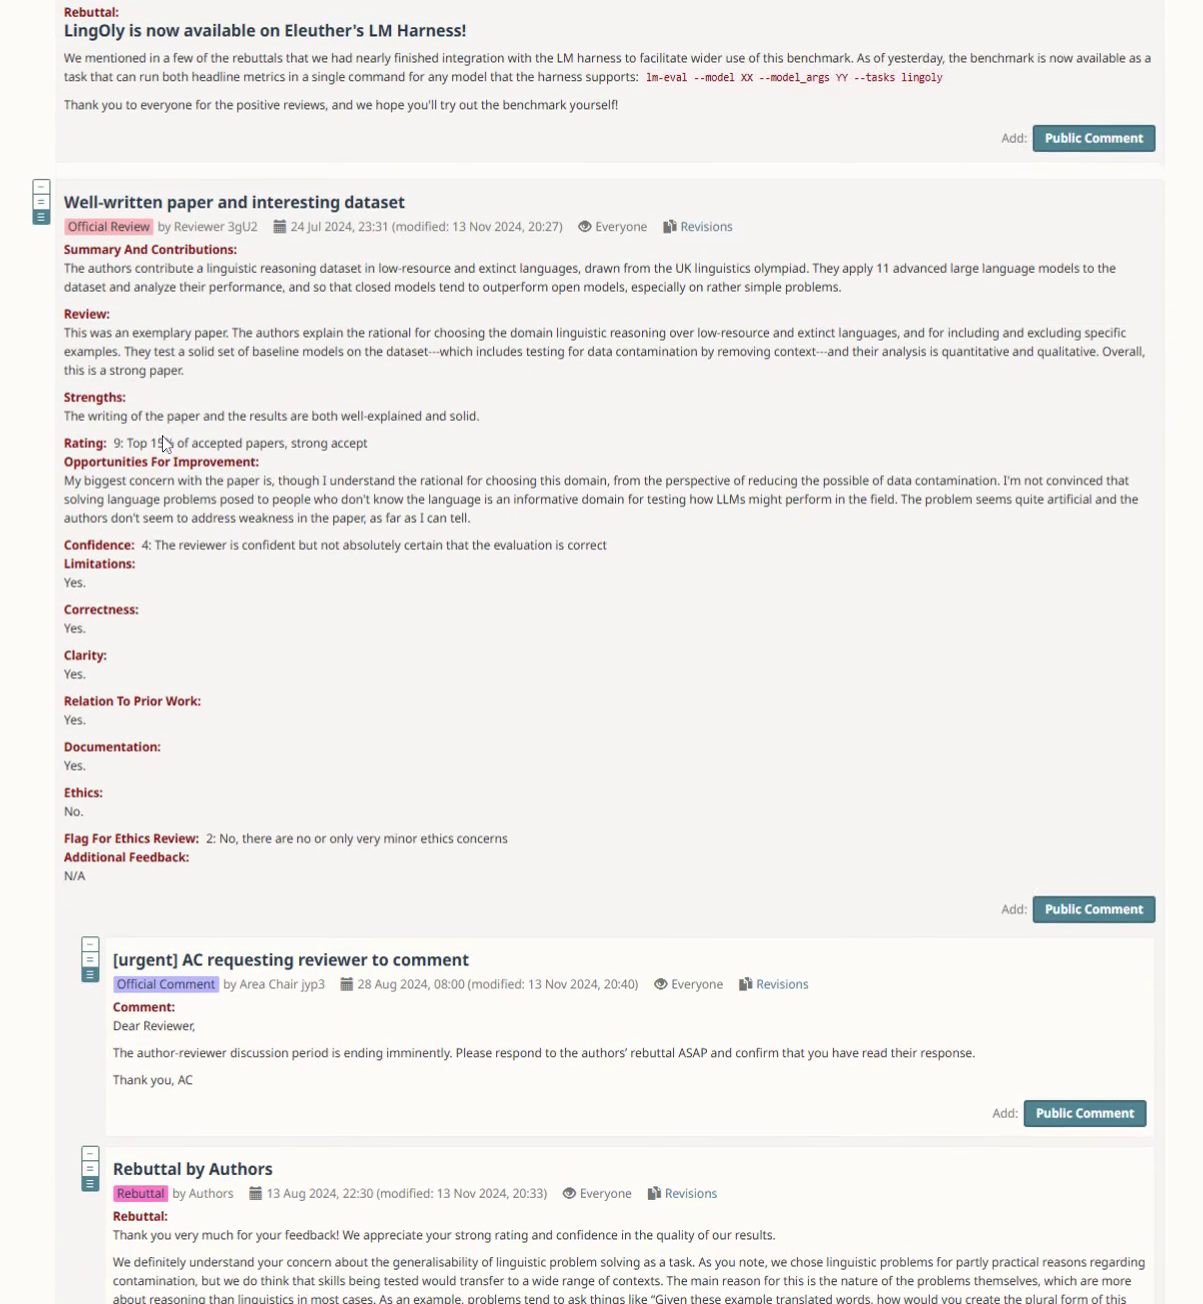 Rebuttal:
LingOly is now available on Eleuther's LM Harness!
We mentioned in a few of the rebuttals that we had nearly finished integration with the LM harness to facilitate wider use of this benchmark. As of yesterday, the benchmark is now available as a
task that can run both headline metrics in a single command for any model that the harness supports: lm-eval --model XX --model_args YY --tasks lingoly
Thank you to everyone for the positive reviews, and we hope you'll try out the benchmark yourself!
Add: Public Comment
Well-written paper and interesting dataset
Official Review by Reviewer 3gU2 24 Jul 2024, 23:31 (modified: 13 Nov 2024, 20:27) Everyone Revisions
Summary And Contributions:
The authors contribute a linguistic reasoning dataset in low-resource and extinct languages, drawn from the UK linguistics olympiad. They apply 11 advanced large language models to the
dataset and analyze their performance, and so that closed models tend to outperform open models, especially on rather simple problems.
Review:
This was an exemplary paper. The authors explain the rational for choosing the domain linguistic reasoning over low-resource and extinct languages, and for including and excluding specific
examples. They test a solid set of baseline models on the dataset---which includes testing for data contamination by removing context---and their analysis is quantitative and qualitative. Overall,
this is a strong paper.
Strengths:
The writing of the paper and the results are both well-explained and solid.
Rating: 9: Top of accepted papers, strong accept
Opportunities For Improvement:
My biggest concern with the paper is, though I understand the rational for choosing this domain, from the perspective of reducing the possible of data contamination. I'm not convinced that
solving language problems posed to people who don't know the language is an informative domain for testing how LLMs might perform in the field. The problem seems quite artificial and the
authors don't seem to address weakness in the paper, as far as I can tell.
Confidence: 4: The reviewer is confident but not absolutely certain that the evaluation is correct
Limitations:
Yes.
Correctness:
Yes.
Clarity:
Yes.
Relation To Prior Work:
Yes.
Documentation:
Yes.
Ethics:
No.
Flag For Ethics Review: 2: No, there are no or only very minor ethics concerns
Additional Feedback:
N/A
Add: Public Comment
[urgent] AC requesting reviewer to comment
Official Comment by Area Chair jyp3 28 Aug 2024, 08:00 (modified: 13 Nov 2024, 20:40) Everyone Revisions
Comment:
Dear Reviewer,
The author-reviewer discussion period is ending imminently. Please respond to the authors’ rebuttal ASAP and confirm that you have read their response.
Thank you, AC
Add: Public Comment
Rebuttal by Authors
Rebuttal by Authors 13 Aug 2024, 22:30 (modified: 13 Nov 2024, 20:33) Everyone Revisions
Rebuttal:
Thank you very much for your feedback! We appreciate your strong rating and confidence in the quality of our results.
We definitely understand your concern about the generalisability of linguistic problem solving as a task. As you note, we chose linguistic problems for partly practical reasons regarding
contamination, but we do think that skills being tested would transfer to a wide range of contexts. The main reason for this is the nature of the problems themselves, which are more
about reasoning than linguistics in most cases. As an example, problems tend to ask things like “Given these example translated words, how would you create the plural form of this